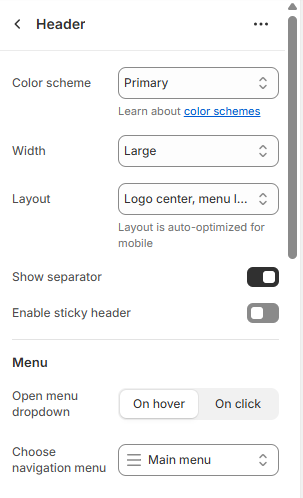 Header
Color scheme
Primary
Learn about color schemes
Width
Large
Layout
Logo center, menu l...
Layout is auto-optimized for
mobile
Show separator
Enable sticky header
Menu
Open menu
dropdown
On hover
On click
Choose
navigation menu
Main menu